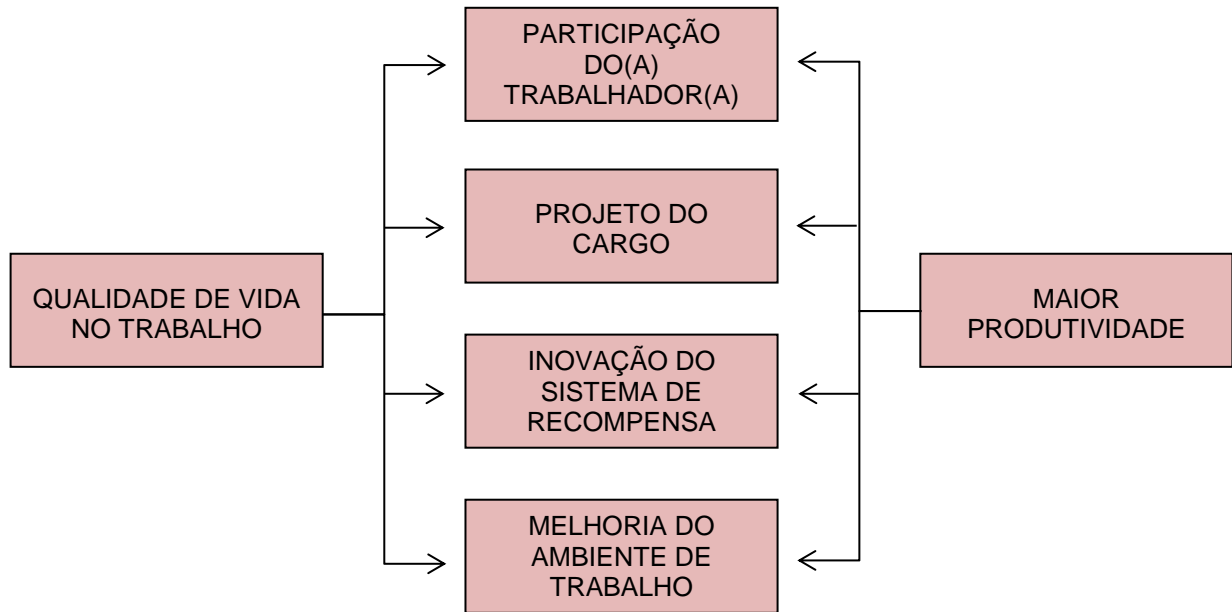 PARTICIPAÇÃO
DO(A)
TRABALHADOR(A)
PROJETO DO
CARGO
QUALIDADE DE VIDA
NO TRABALHO
MAIOR
PRODUTIVIDADE
INOVAÇÃO DO
SISTEMA DE
RECOMPENSA
MELHORIA DO
AMBIENTE DE
TRABALHO